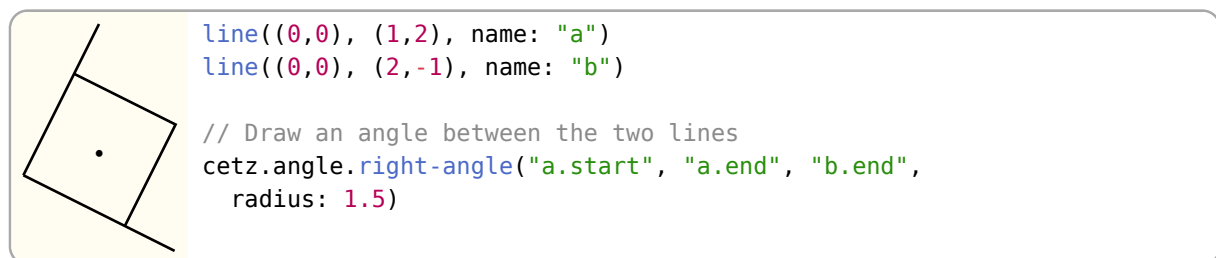 line((0,0), (1,2), name: "a")
line((0,0), (2,-1), name: "b")
// Draw an angle between the two lines
cetz.angle.right-angle("a.start", "a.end", "b.end",
  radius: 1.5)